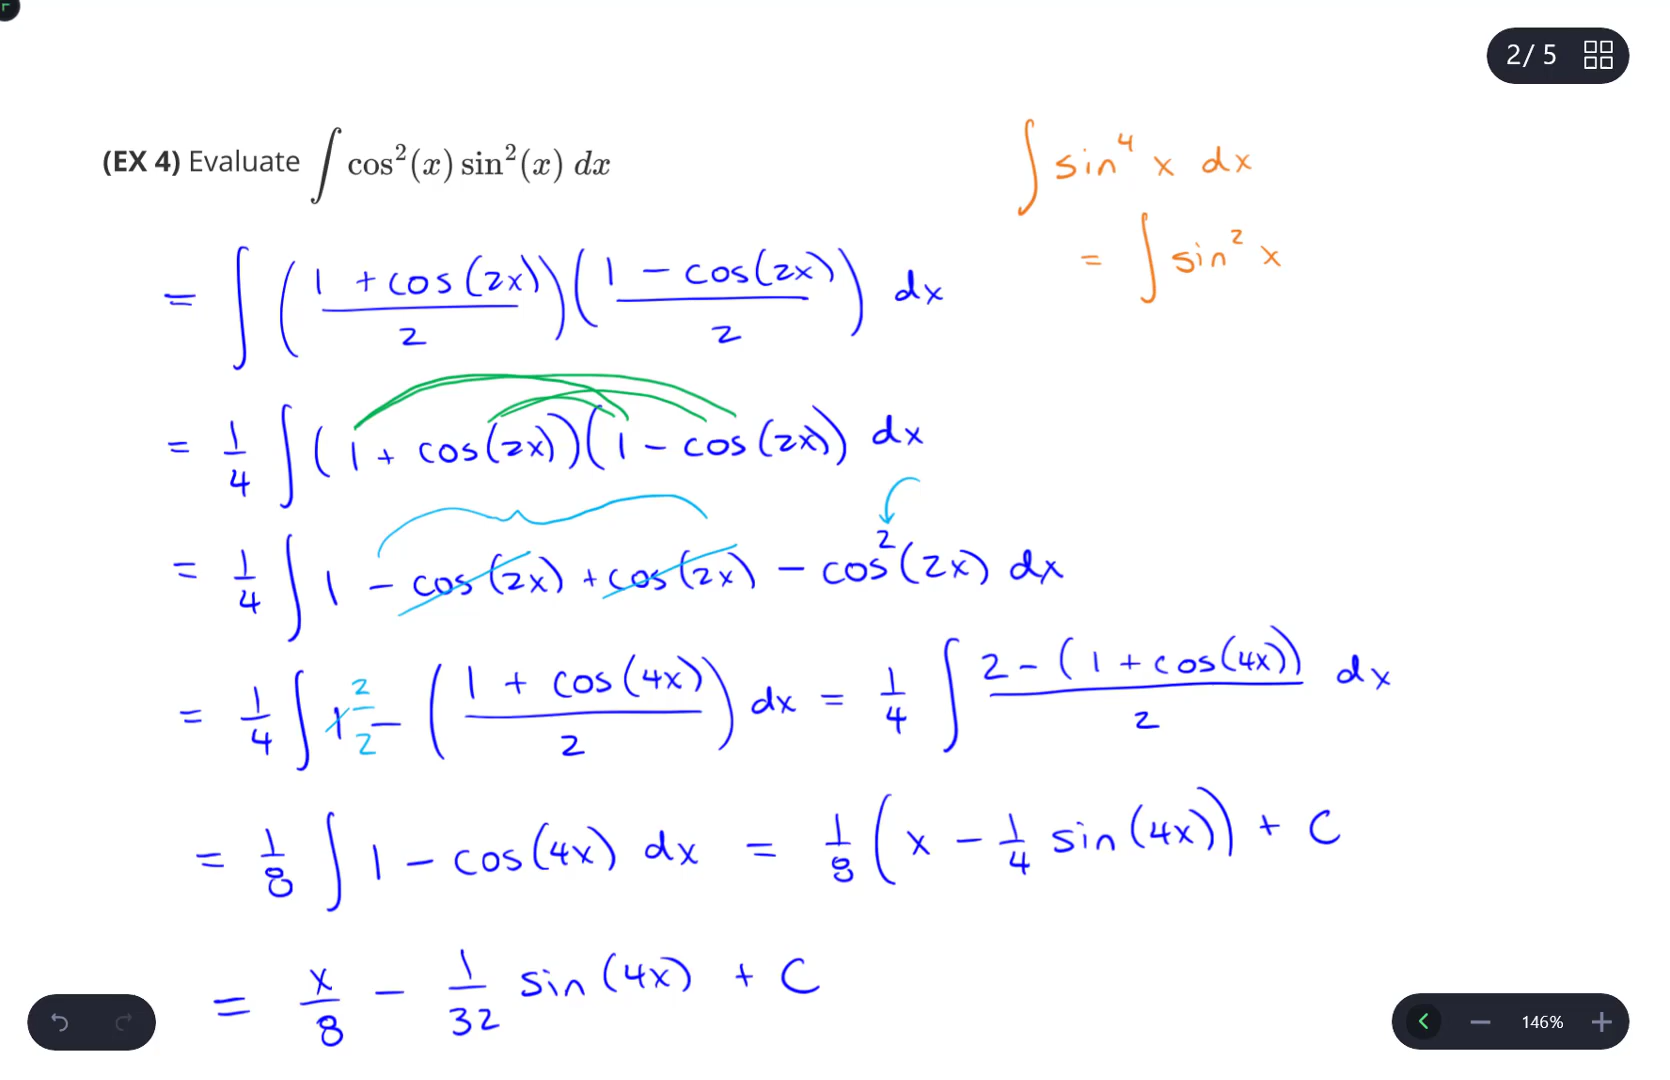 2/ 5
(EX 4) Evaluate ∫ cos²(x) sin²(x) dx
∫ sin⁴ x dx
= ∫ sin² x
= ∫ ( (1 + cos(2x))/2 ) ( (1 - cos(2x))/2 ) dx
= 1/4 ∫ (1 + cos(2x))(1 - cos(2x)) dx
= 1/4 ∫ 1 - cos(2x) + cos(2x) - cos²(2x) dx
= 1/4 ∫ 1 2/2 - ( (1 + cos(4x))/2 ) dx = 1/4 ∫ (2 - (1 + cos(4x)))/2 dx
= 1/8 ∫ 1 - cos(4x) dx = 1/8 ( x - 1/4 sin(4x) ) + C
= x/8 - 1/32 sin(4x) + C
146%